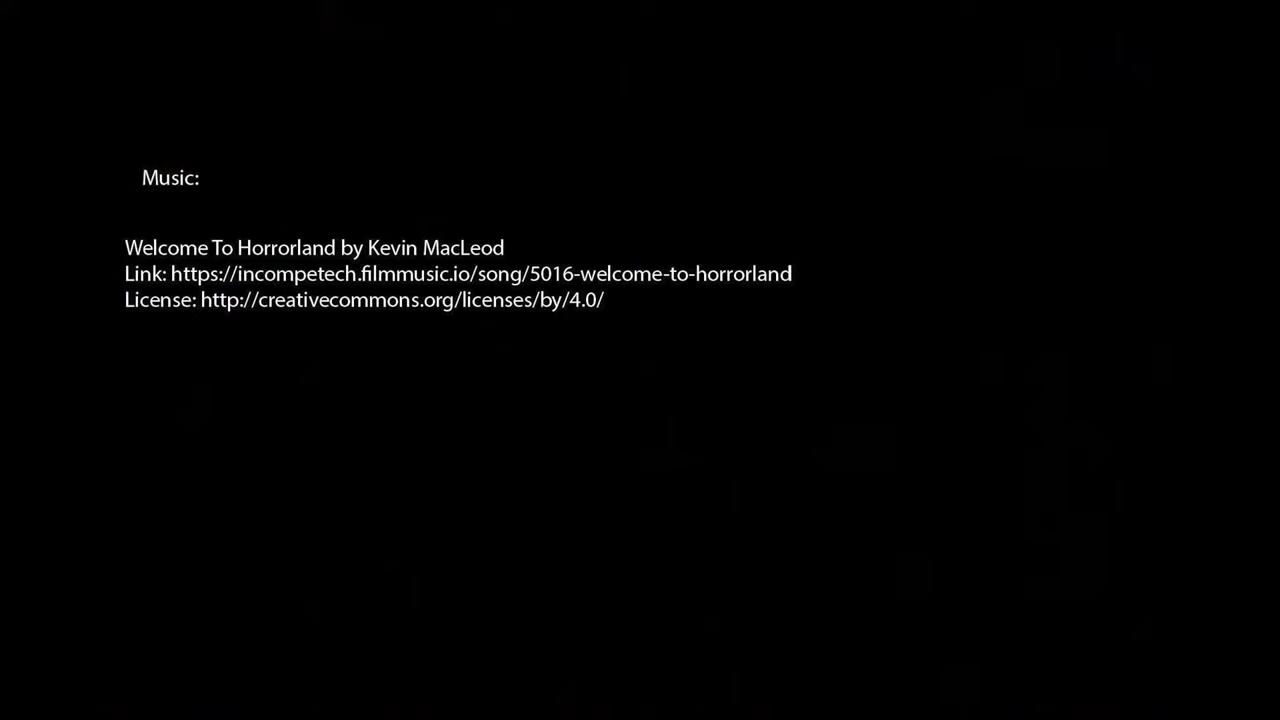 Music:
Welcome To Horrorland by Kevin MacLeod
Link: https://incompetech.filmmusic.io/song/5016-welcome-to-horrorland
License: http://creativecommons.org/licenses/by/4.0/